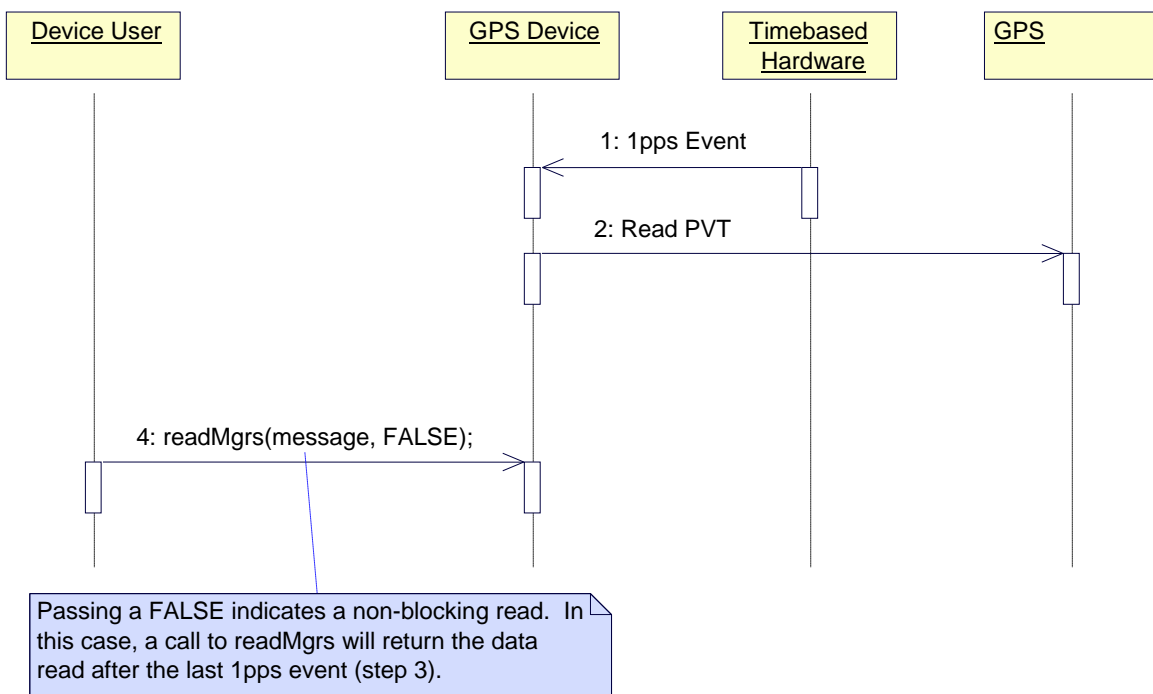 Device User
GPS Device
Timebased
Hardware
GPS
1: 1pps Event
2: Read PVT
4: readMgrs(message, FALSE);
Passing a FALSE indicates a non-blocking read.  In
this case, a call to readMgrs will return the data
read after the last 1pps event (step 3).